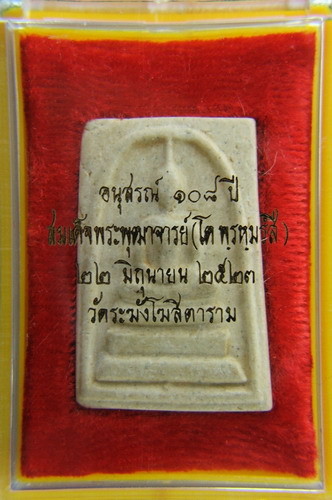 อนุสรณ์ ๑๐๘ ปี
สมเด็จพระพุฒาจารย์ (โต พรหมรังสี)
๒๒ มิถุนายน ๒๕๒๓
วัดระฆังโฆสิตาราม